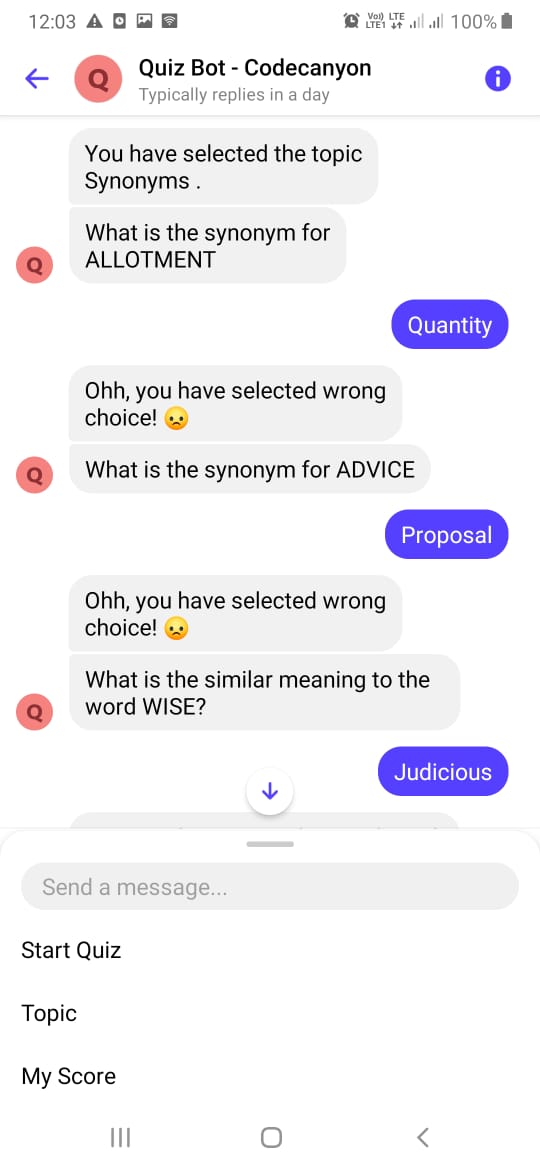 12:03
Vo) LTE
LTE1
100%
Q
Quiz Bot - Codecanyon
Typically replies in a day
You have selected the topic
Synonyms .
What is the synonym for
ALLOTMENT
Q
Quantity
Ohh, you have selected wrong
choice! 😞
What is the synonym for ADVICE
Q
Proposal
Ohh, you have selected wrong
choice! 😞
What is the similar meaning to the
word WISE?
Q
Judicious
Send a message...
Start Quiz
Topic
My Score